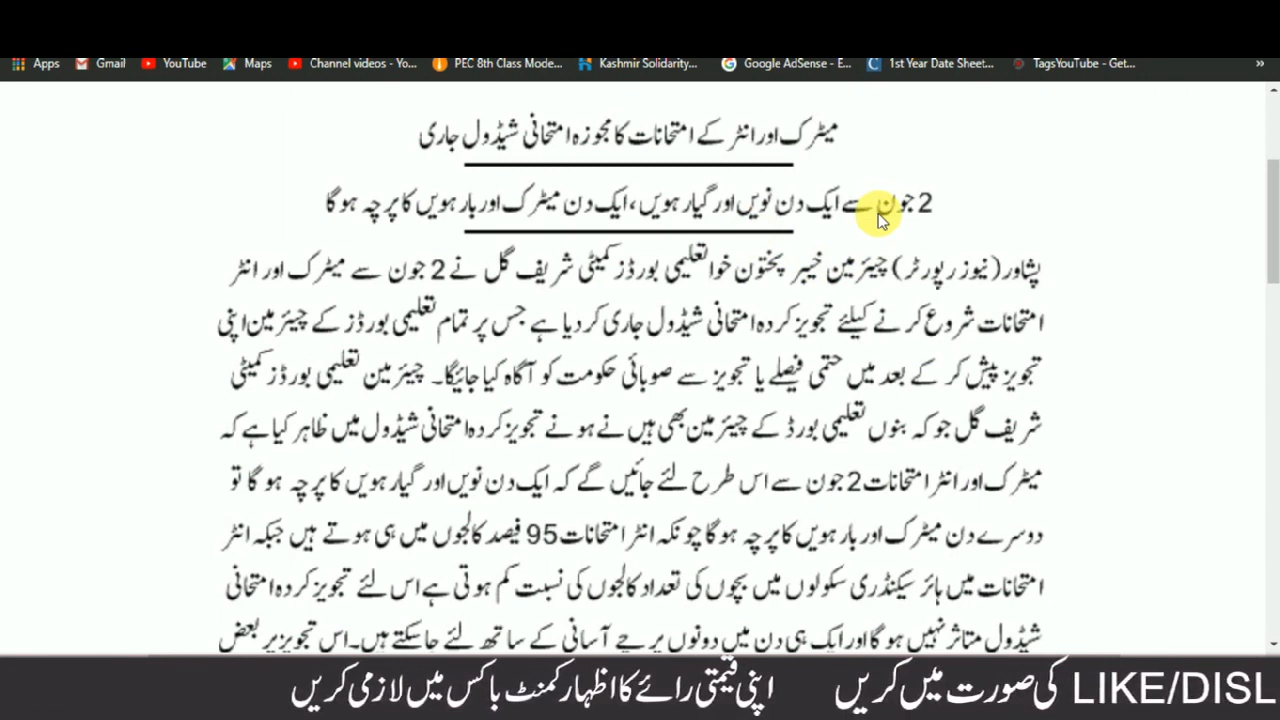 Apps Gmail YouTube Maps Channel videos - Yo... PEC 8th Class Mode... Kashmir Solidarity... Google AdSense - E... 1st Year Date Sheet... TagsYouTube - Get... »
میٹرک اور انٹر کے امتحانات کا مجوزہ امتحانی شیڈول جاری
2 جون سے ایک دن نویں اور گیارہویں، ایک دن میٹرک اور بارہویں کا پرچہ ہوگا
پشاور (نیوز رپورٹر) چیئرمین خیبر پختون خوا تعلیمی بورڈز کمیٹی شریف گل نے 2 جون سے میٹرک اور انٹر
امتحانات شروع کرنے کیلئے تجویز کردہ امتحانی شیڈول جاری کر دیا ہے جس پر تمام تعلیمی بورڈز کے چیئرمین اپنی
تجویز پیش کر کے بعد میں حتمی فیصلے یا تجویز سے صوبائی حکومت کو آگاہ کیا جائیگا۔ چیئرمین تعلیمی بورڈز کمیٹی
شریف گل جو کہ بنوں تعلیمی بورڈ کے چیئرمین بھی ہیں نے ہونے تجویز کردہ امتحانی شیڈول میں ظاہر کیا ہے کہ
میٹرک اور انٹر امتحانات 2 جون سے اس طرح لئے جائیں گے کہ ایک دن نویں اور گیارہویں کا پرچہ ہو گا تو
دوسرے دن میٹرک اور بارہویں کا پرچہ ہو گا چونکہ انٹر امتحانات 95 فیصد کالجوں میں ہی ہوتے ہیں جبکہ انٹر
امتحانات میں ہائر سیکنڈری سکولوں میں بچوں کی تعداد کالجوں کی نسبت کم ہوتی ہے اس لئے تجویز کردہ امتحانی
شیڈول متاثر نہیں ہو گا اور ایک ہی دن میں دونوں پرچے آسانی کے ساتھ لئے جاسکتے ہیں۔ اس تجویز پر بعض
LIKE/DISL کی صورت میں کریں اپنی قیمتی رائے کا اظہار کمنٹ باکس میں لازمی کریں